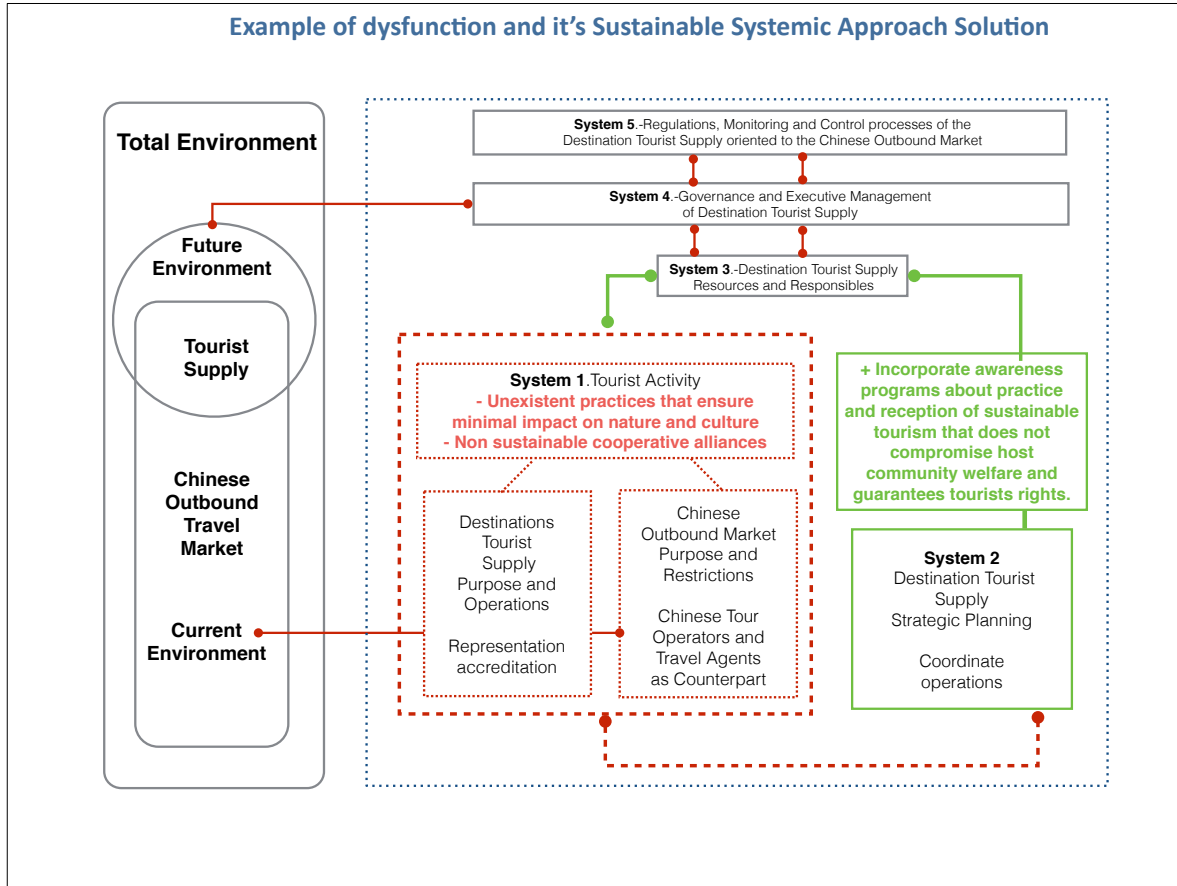 Example of dysfunction and it's Sustainable Systemic Approach Solution
Total Environment
Future
Environment
Tourist
Supply
Chinese
Outbound
Travel
Market
Current
Environment
System 5.-Regulations, Monitoring and Control processes of the
Destination Tourist Supply oriented to the Chinese Outbound Market
System 4.-Governance and Executive Management
of Destination Tourist Supply
System 3.-Destination Tourist Supply
Resources and Responsibles
System 1.Tourist Activity
- Unexistent practices that ensure
minimal impact on nature and culture
- Non sustainable cooperative alliances
Destinations
Tourist
Supply
Purpose and
Operations
Representation
accreditation
Chinese
Outbound Market
Purpose and
Restrictions
Chinese Tour
Operators and
Travel Agents
as Counterpart
+ Incorporate awareness
programs about practice
and reception of sustainable
tourism that does not
compromise host
community welfare and
guarantees tourists rights.
System 2
Destination Tourist
Supply
Strategic Planning
Coordinate
operations